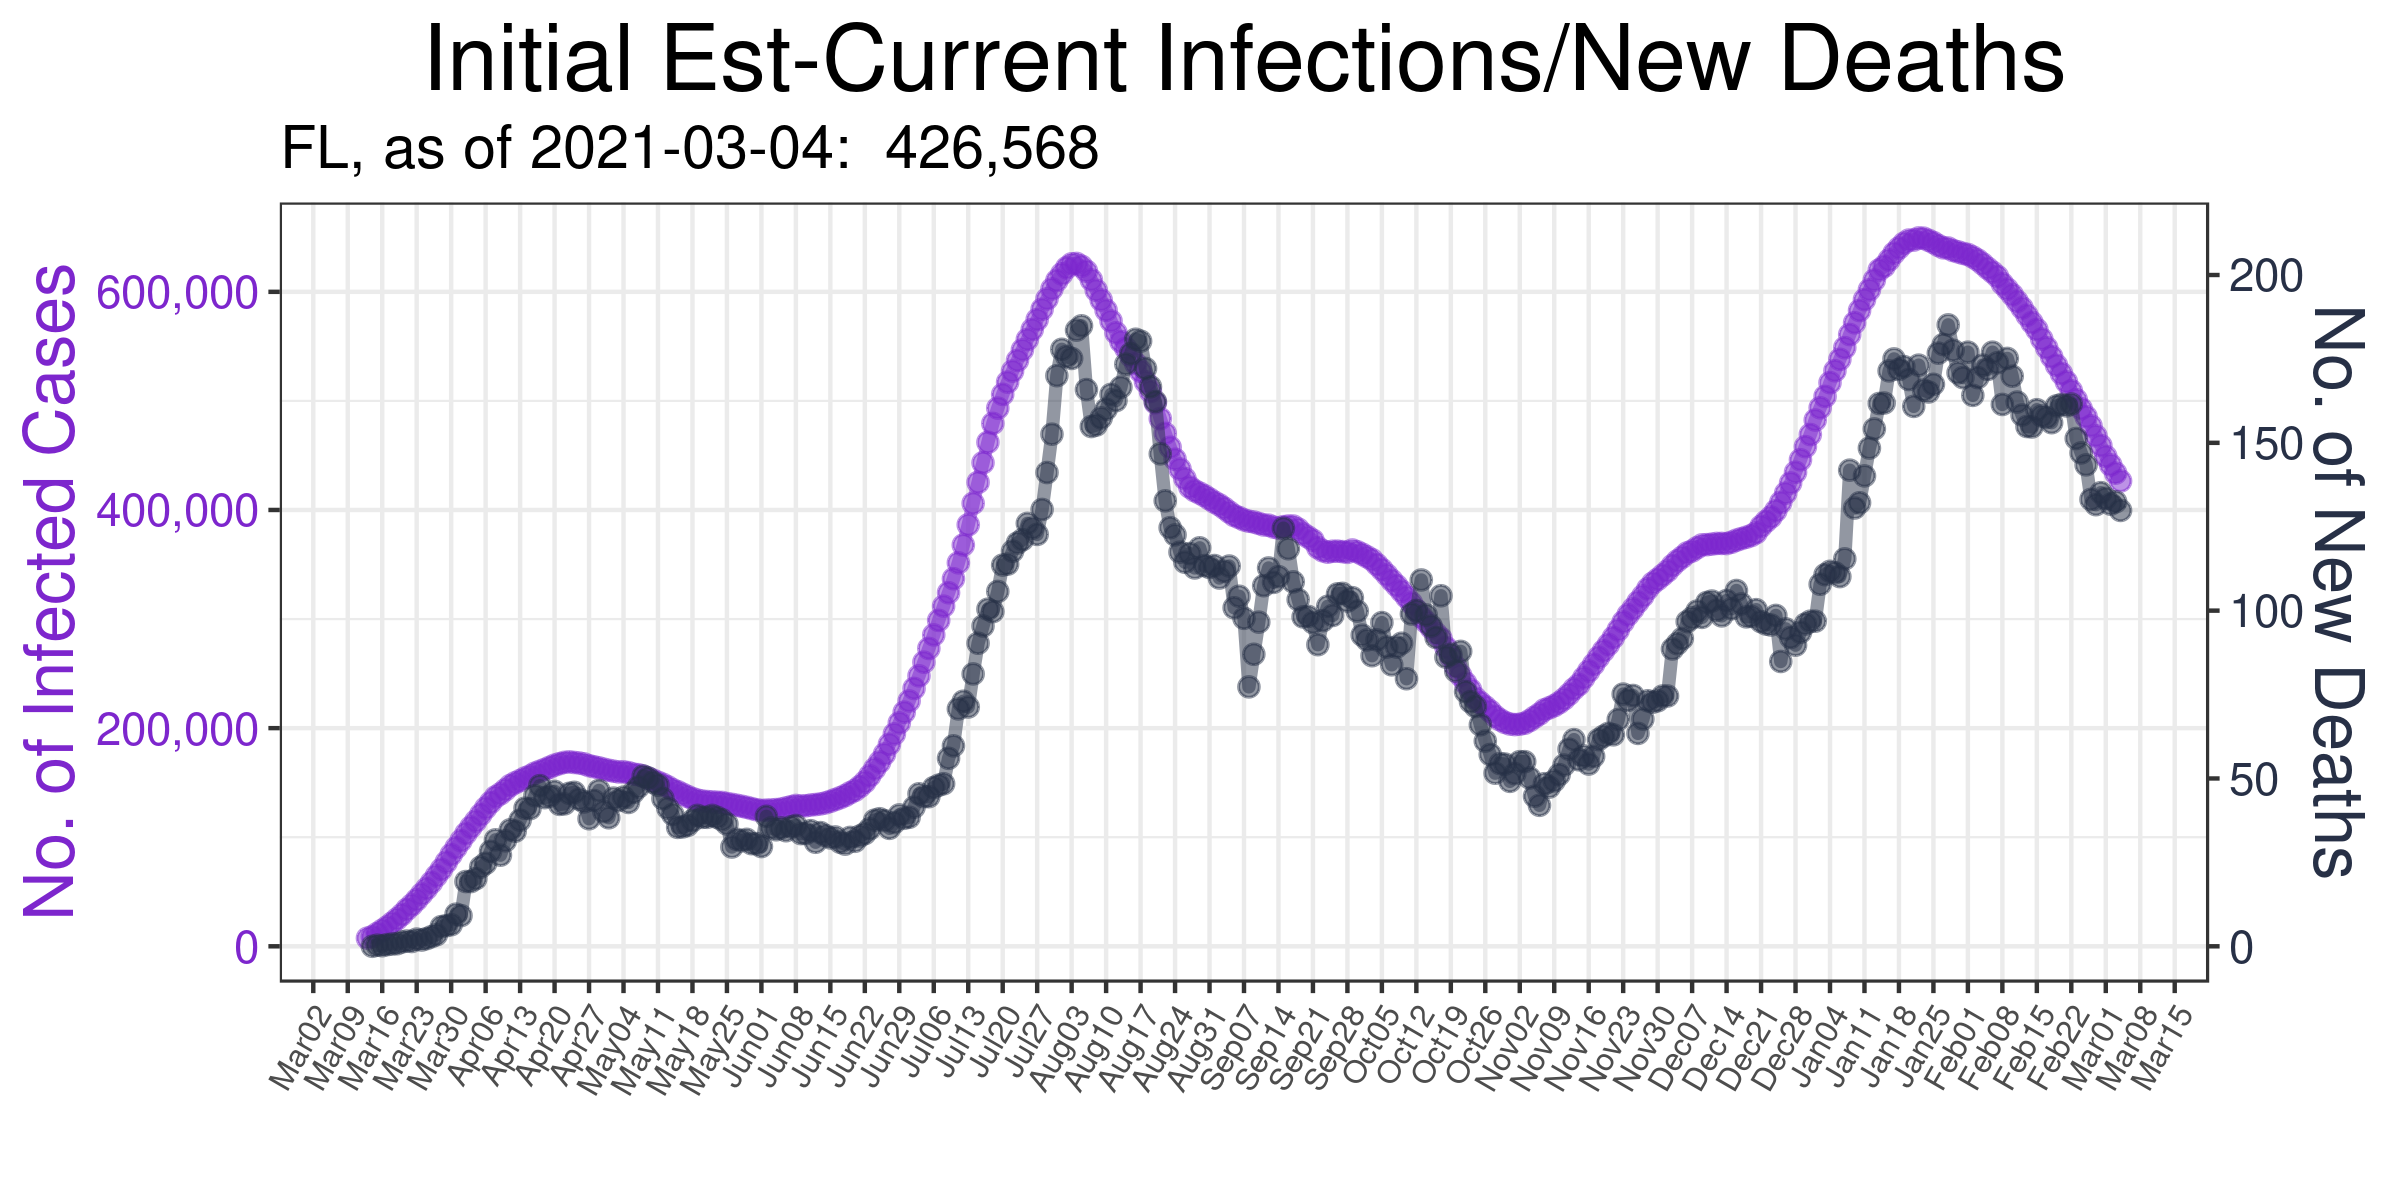 Initial Est-Current Infections/New Deaths
FL, as of 2021-03-04:  426,568
No. of Infected Cases
600,000
400,000
200,000
0
200
150
100
50
0
No. of New Deaths
Mar02
Mar09
Mar16
Mar23
Mar30
Apr06
Apr13
Apr20
Apr27
May04
May11
May18
May25
Jun01
Jun08
Jun15
Jun22
Jun29
Jul06
Jul13
Jul20
Jul27
Aug03
Aug10
Aug17
Aug24
Aug31
Sep07
Sep14
Sep21
Sep28
Oct05
Oct12
Oct19
Oct26
Nov02
Nov09
Nov16
Nov23
Nov30
Dec07
Dec14
Dec21
Dec28
Jan04
Jan11
Jan18
Jan25
Feb01
Feb08
Feb15
Feb22
Mar01
Mar08
Mar15